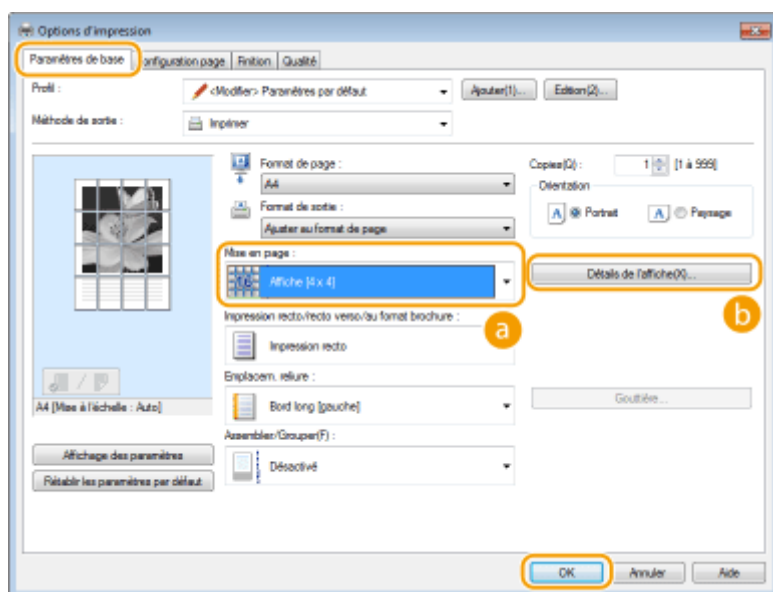 Options d'impression
Paramètres de base Configuration page Finition Qualité
Profil : <Modifier> Paramètres par défaut Ajouter(1)... Edition(2)...
Méthode de sortie : Imprimer
Format de page : Copies(Q) : 1 [1 à 999]
A4 Orientation
Format de sortie : A Portrait A Paysage
Ajuster au format de page
Mise en page :
16 Affiche [4 x 4] Détails de l'affiche(X)...
a b
Impression recto/recto verso/au format brochure :
Impression recto
Emplacem. reliure :
A4 [Mise à l'échelle : Auto] Bord long [gauche] Gouttière...
Assembler/Grouper(F) :
Affichage des paramètres Désactivé
Rétablir les paramètres par défaut
OK Annuler Aide